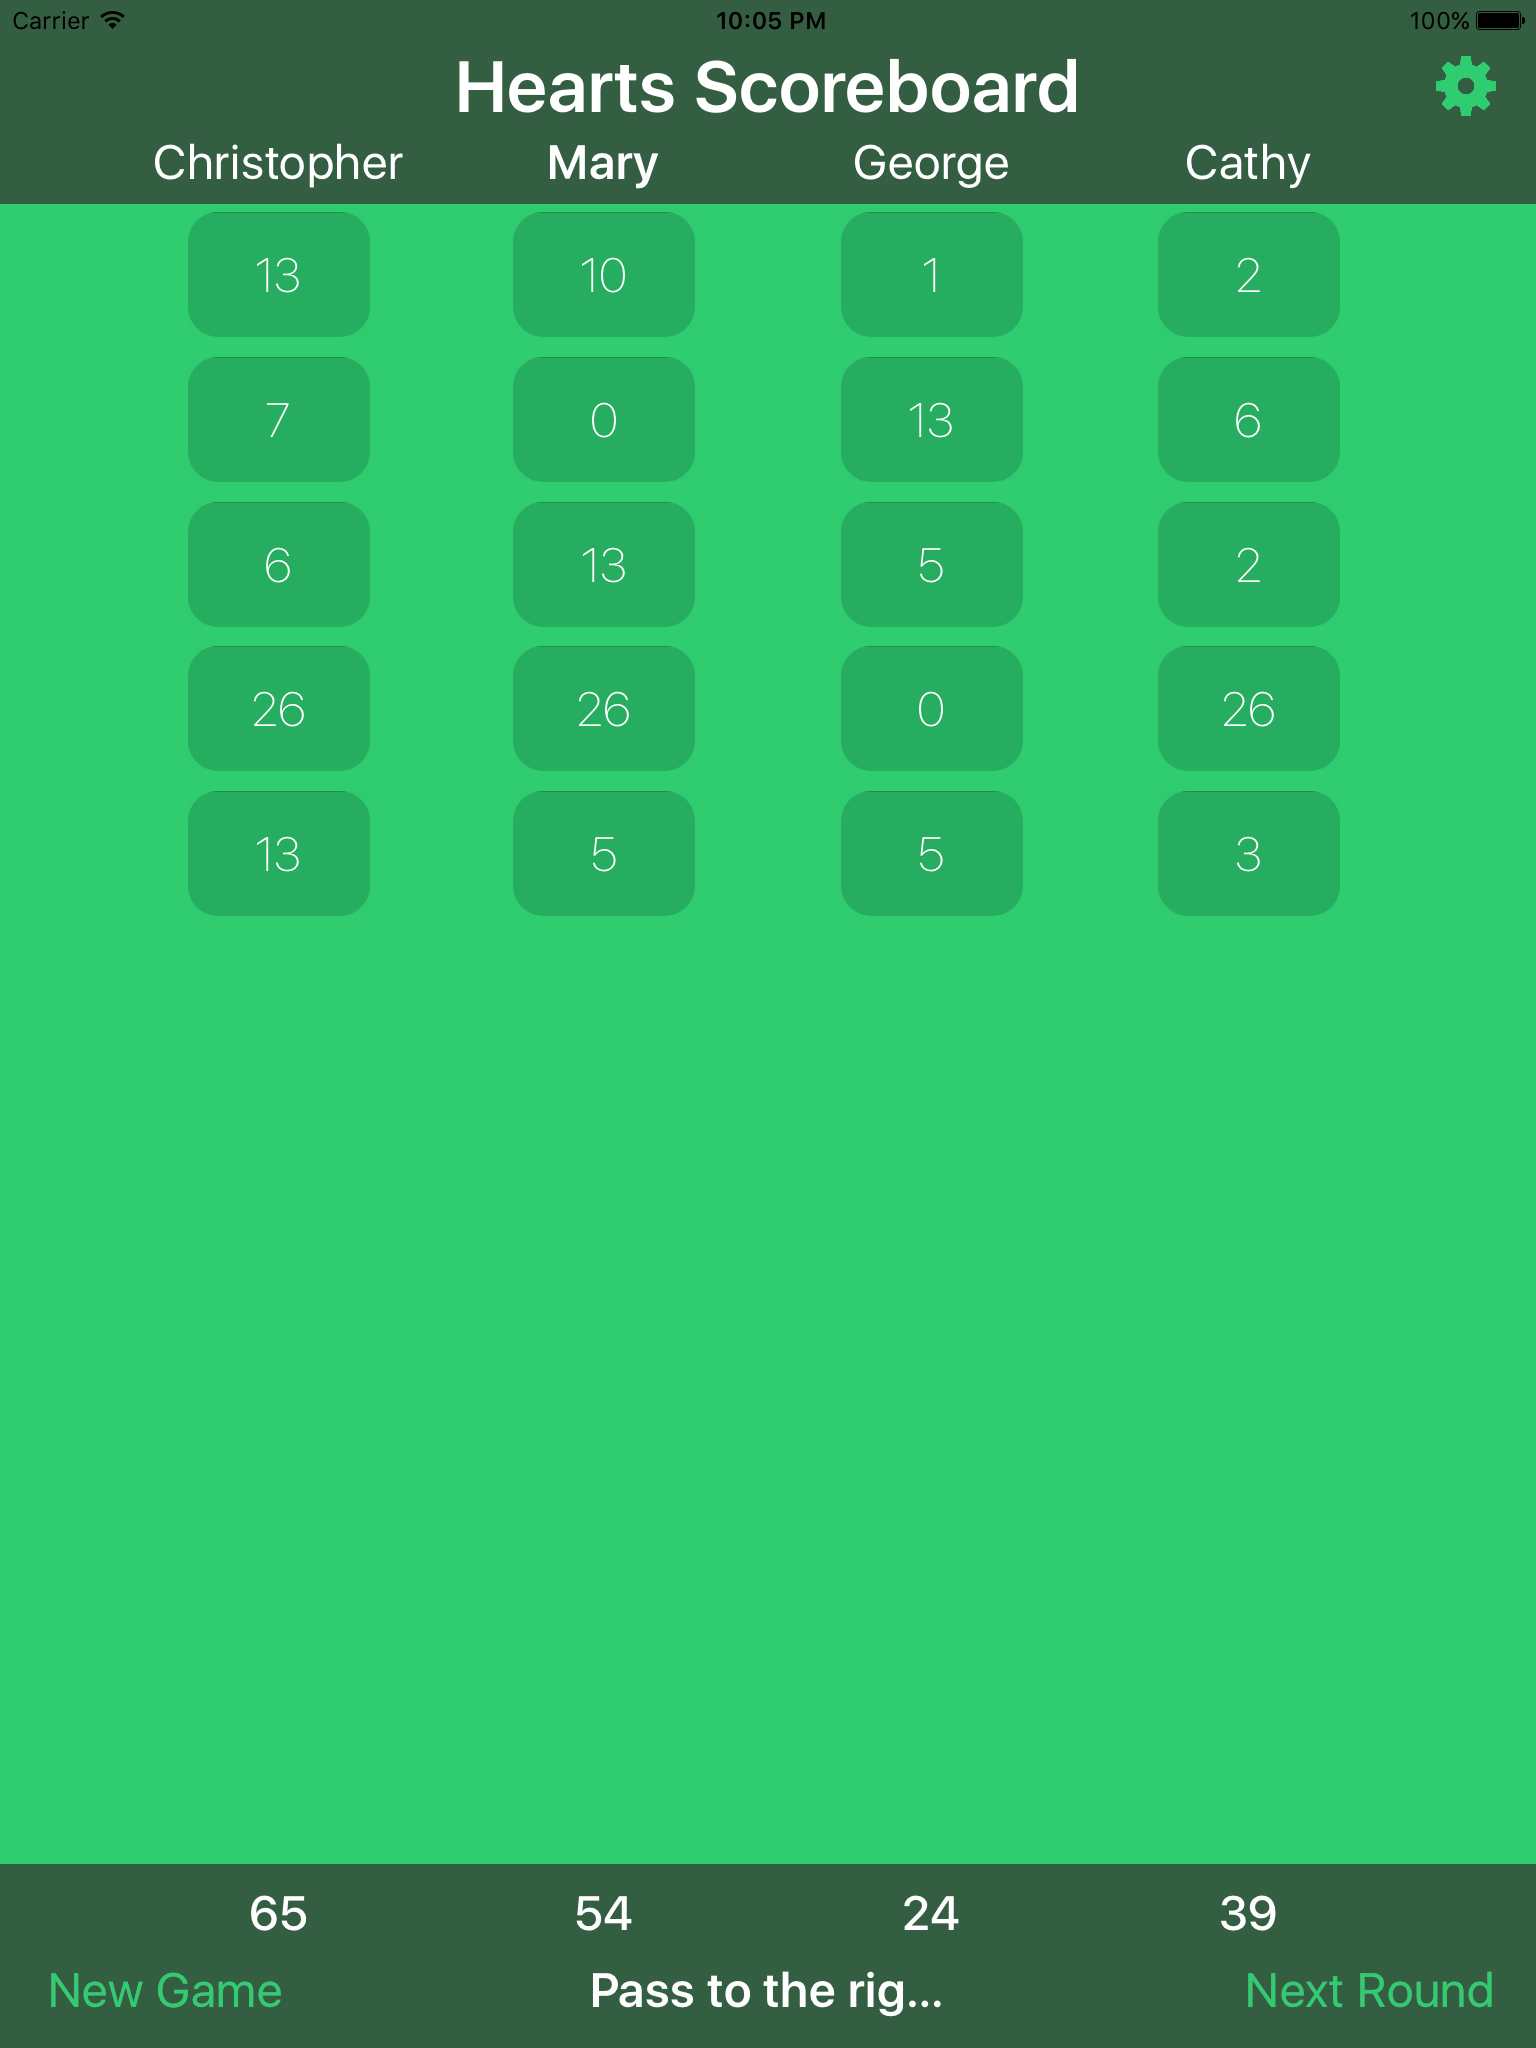 Carrier 10:05 PM 100%
Hearts Scoreboard
Christopher Mary George Cathy
13 10 1 2
7 0 13 6
6 13 5 2
26 26 0 26
13 5 5 3
65 54 24 39
New Game Pass to the rig... Next Round